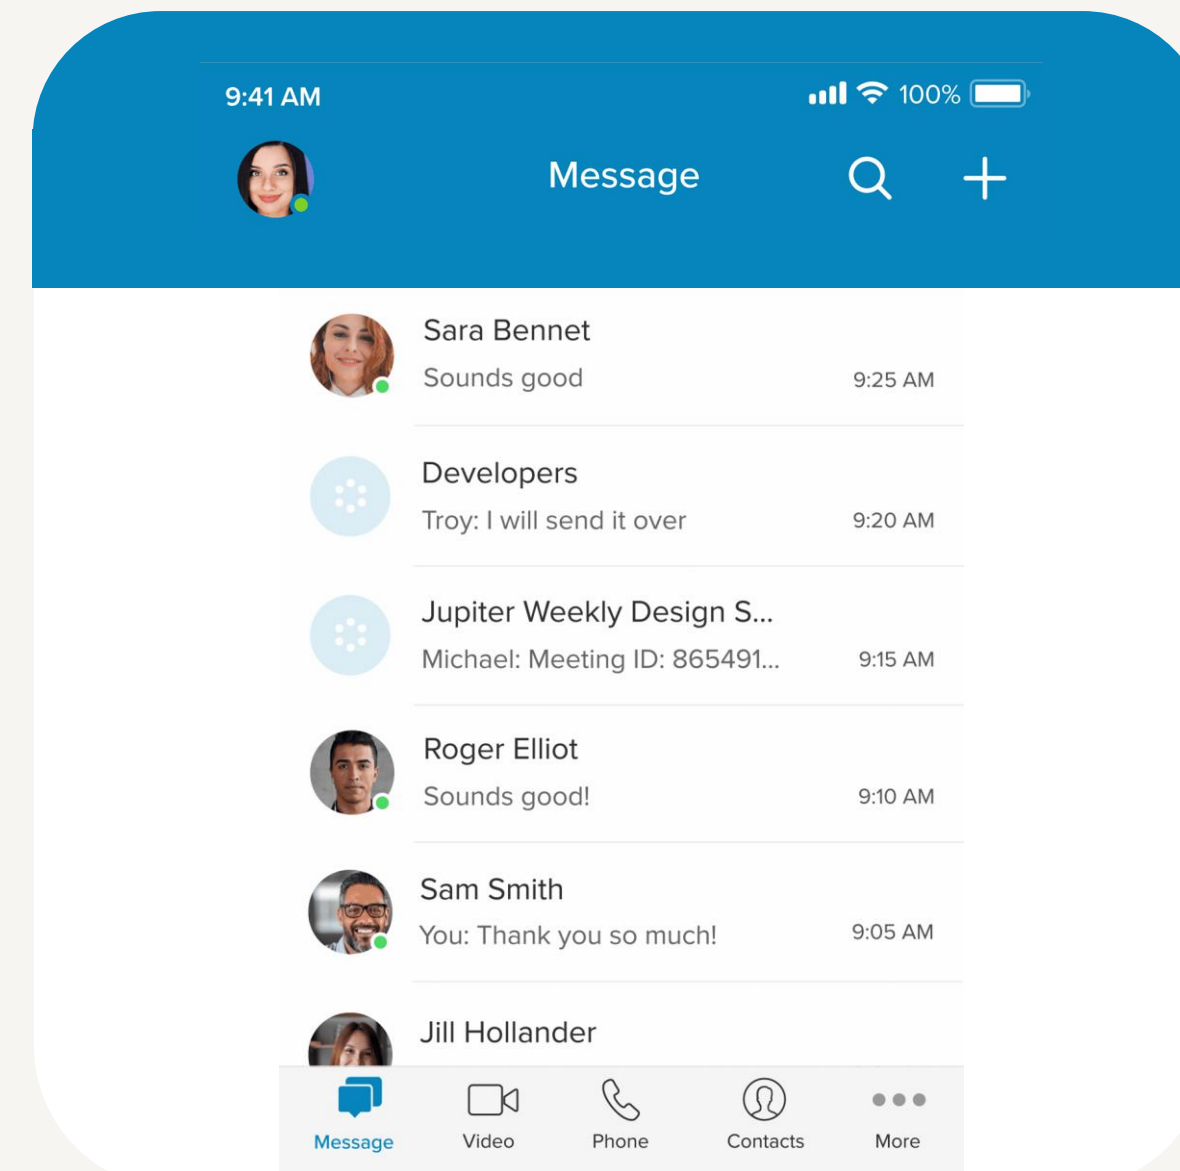 9:41 AM 100%
Message
Sara Bennet
Sounds good 9:25 AM
Developers
Troy: I will send it over 9:20 AM
Jupiter Weekly Design S...
Michael: Meeting ID: 865491... 9:15 AM
Roger Elliot
Sounds good! 9:10 AM
Sam Smith
You: Thank you so much! 9:05 AM
Jill Hollander
Message Video Phone Contacts More